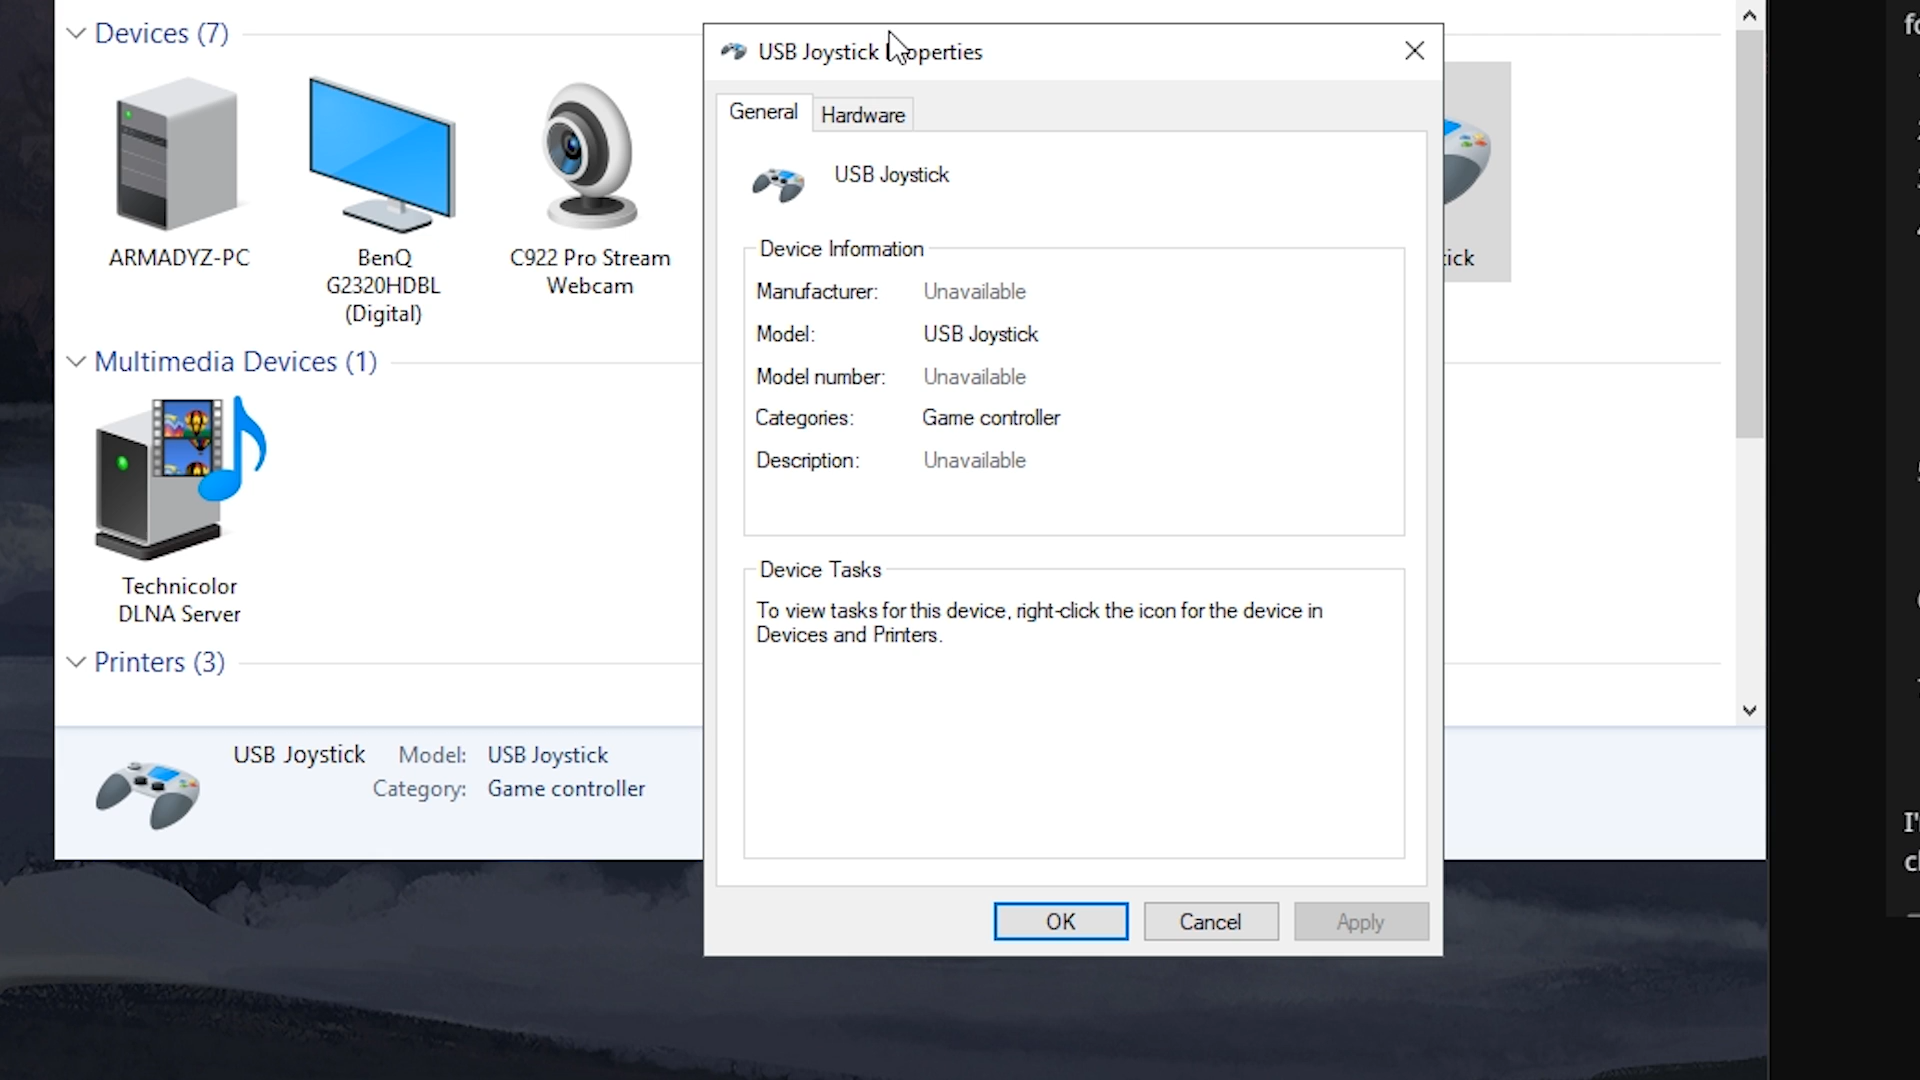 Devices (7)
ARMADYZ-PC
BenQ
G2320HDBL
(Digital)
C922 Pro Stream
Webcam
Multimedia Devices (1)
Technicolor
DLNA Server
Printers (3)
USB Joystick
Model: USB Joystick
Category: Game controller
USB Joystick Properties
General
Hardware
USB Joystick
Device Information
Manufacturer: Unavailable
Model: USB Joystick
Model number: Unavailable
Categories: Game controller
Description: Unavailable
Device Tasks
To view tasks for this device, right-click the icon for the device in
Devices and Printers.
OK
Cancel
Apply